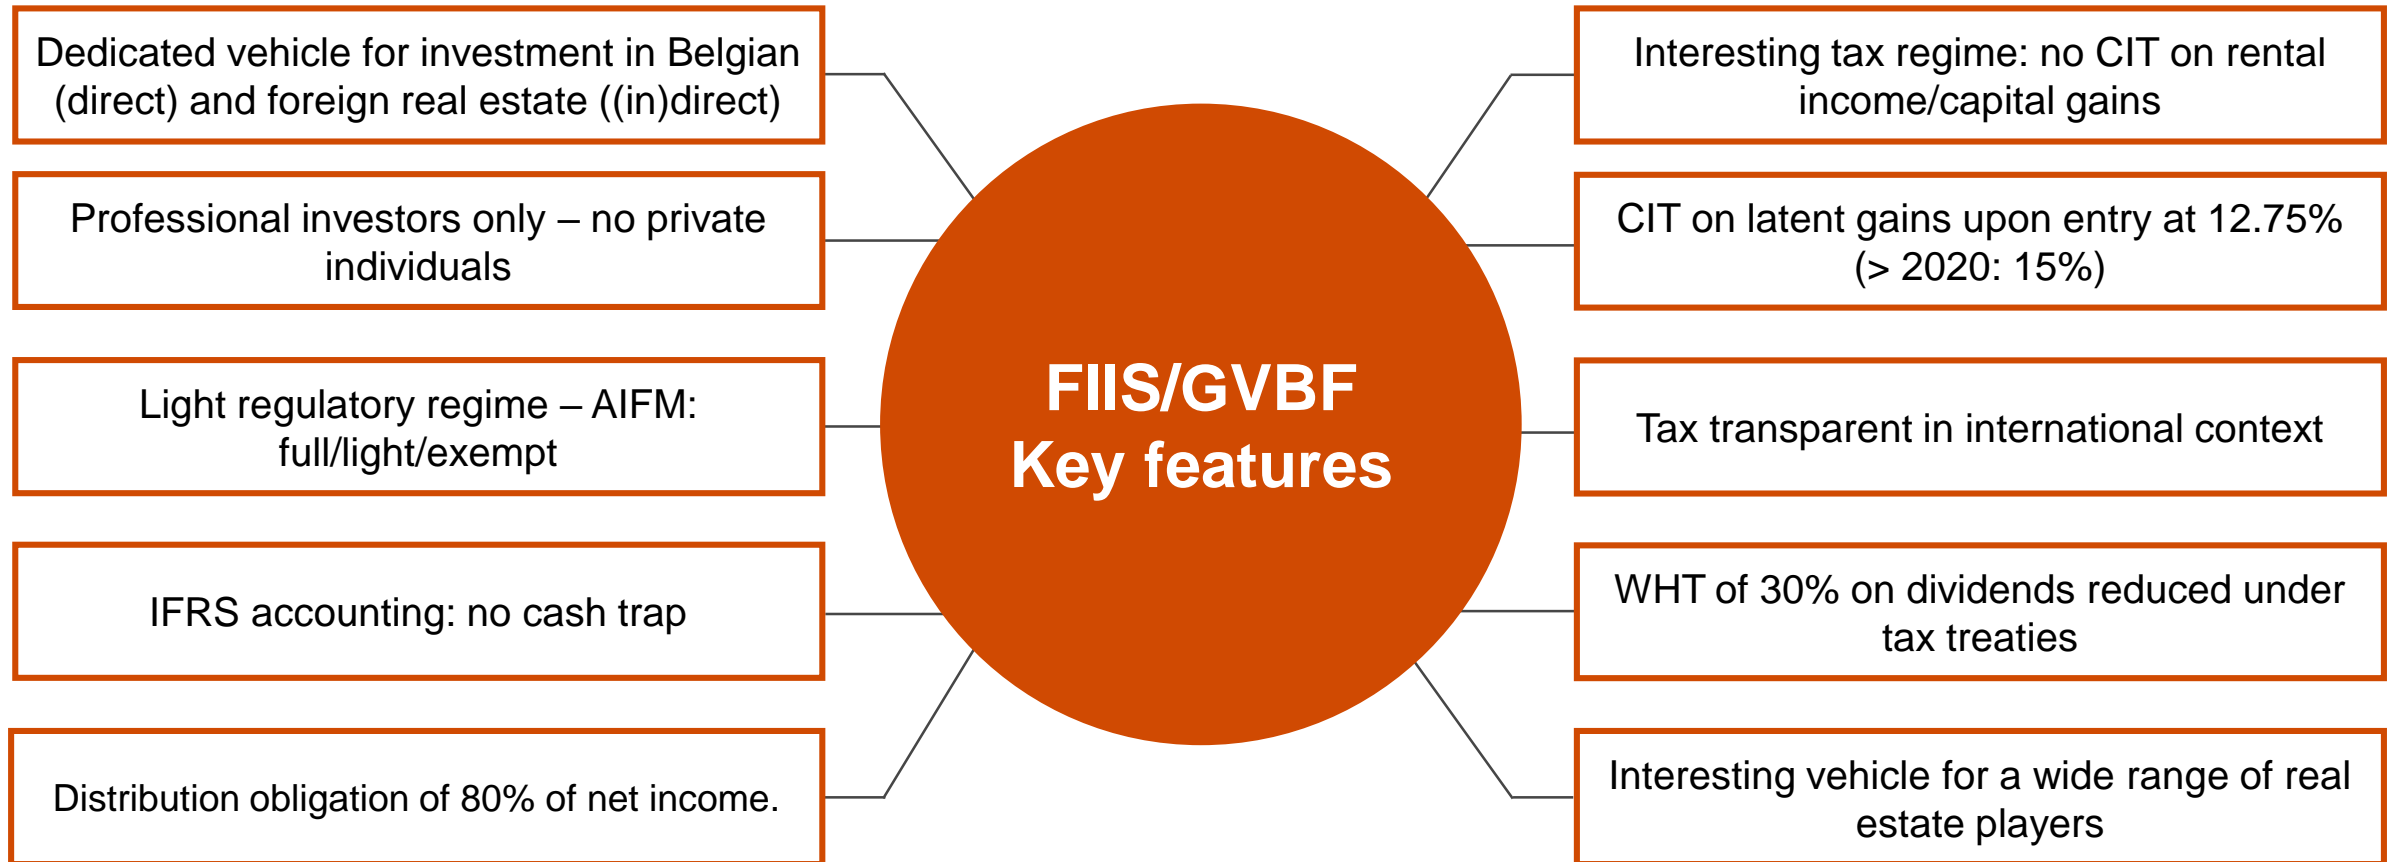 Dedicated vehicle for investment in Belgian
(direct) and foreign real estate ((in)direct)
Professional investors only – no private
individuals
Light regulatory regime – AIFM:
full/light/exempt
IFRS accounting: no cash trap
Distribution obligation of 80% of net income.
FIIS/GVBF
Key features
Interesting tax regime: no CIT on rental
income/capital gains
CIT on latent gains upon entry at 12.75%
(> 2020: 15%)
Tax transparent in international context
WHT of 30% on dividends reduced under
tax treaties
Interesting vehicle for a wide range of real
estate players